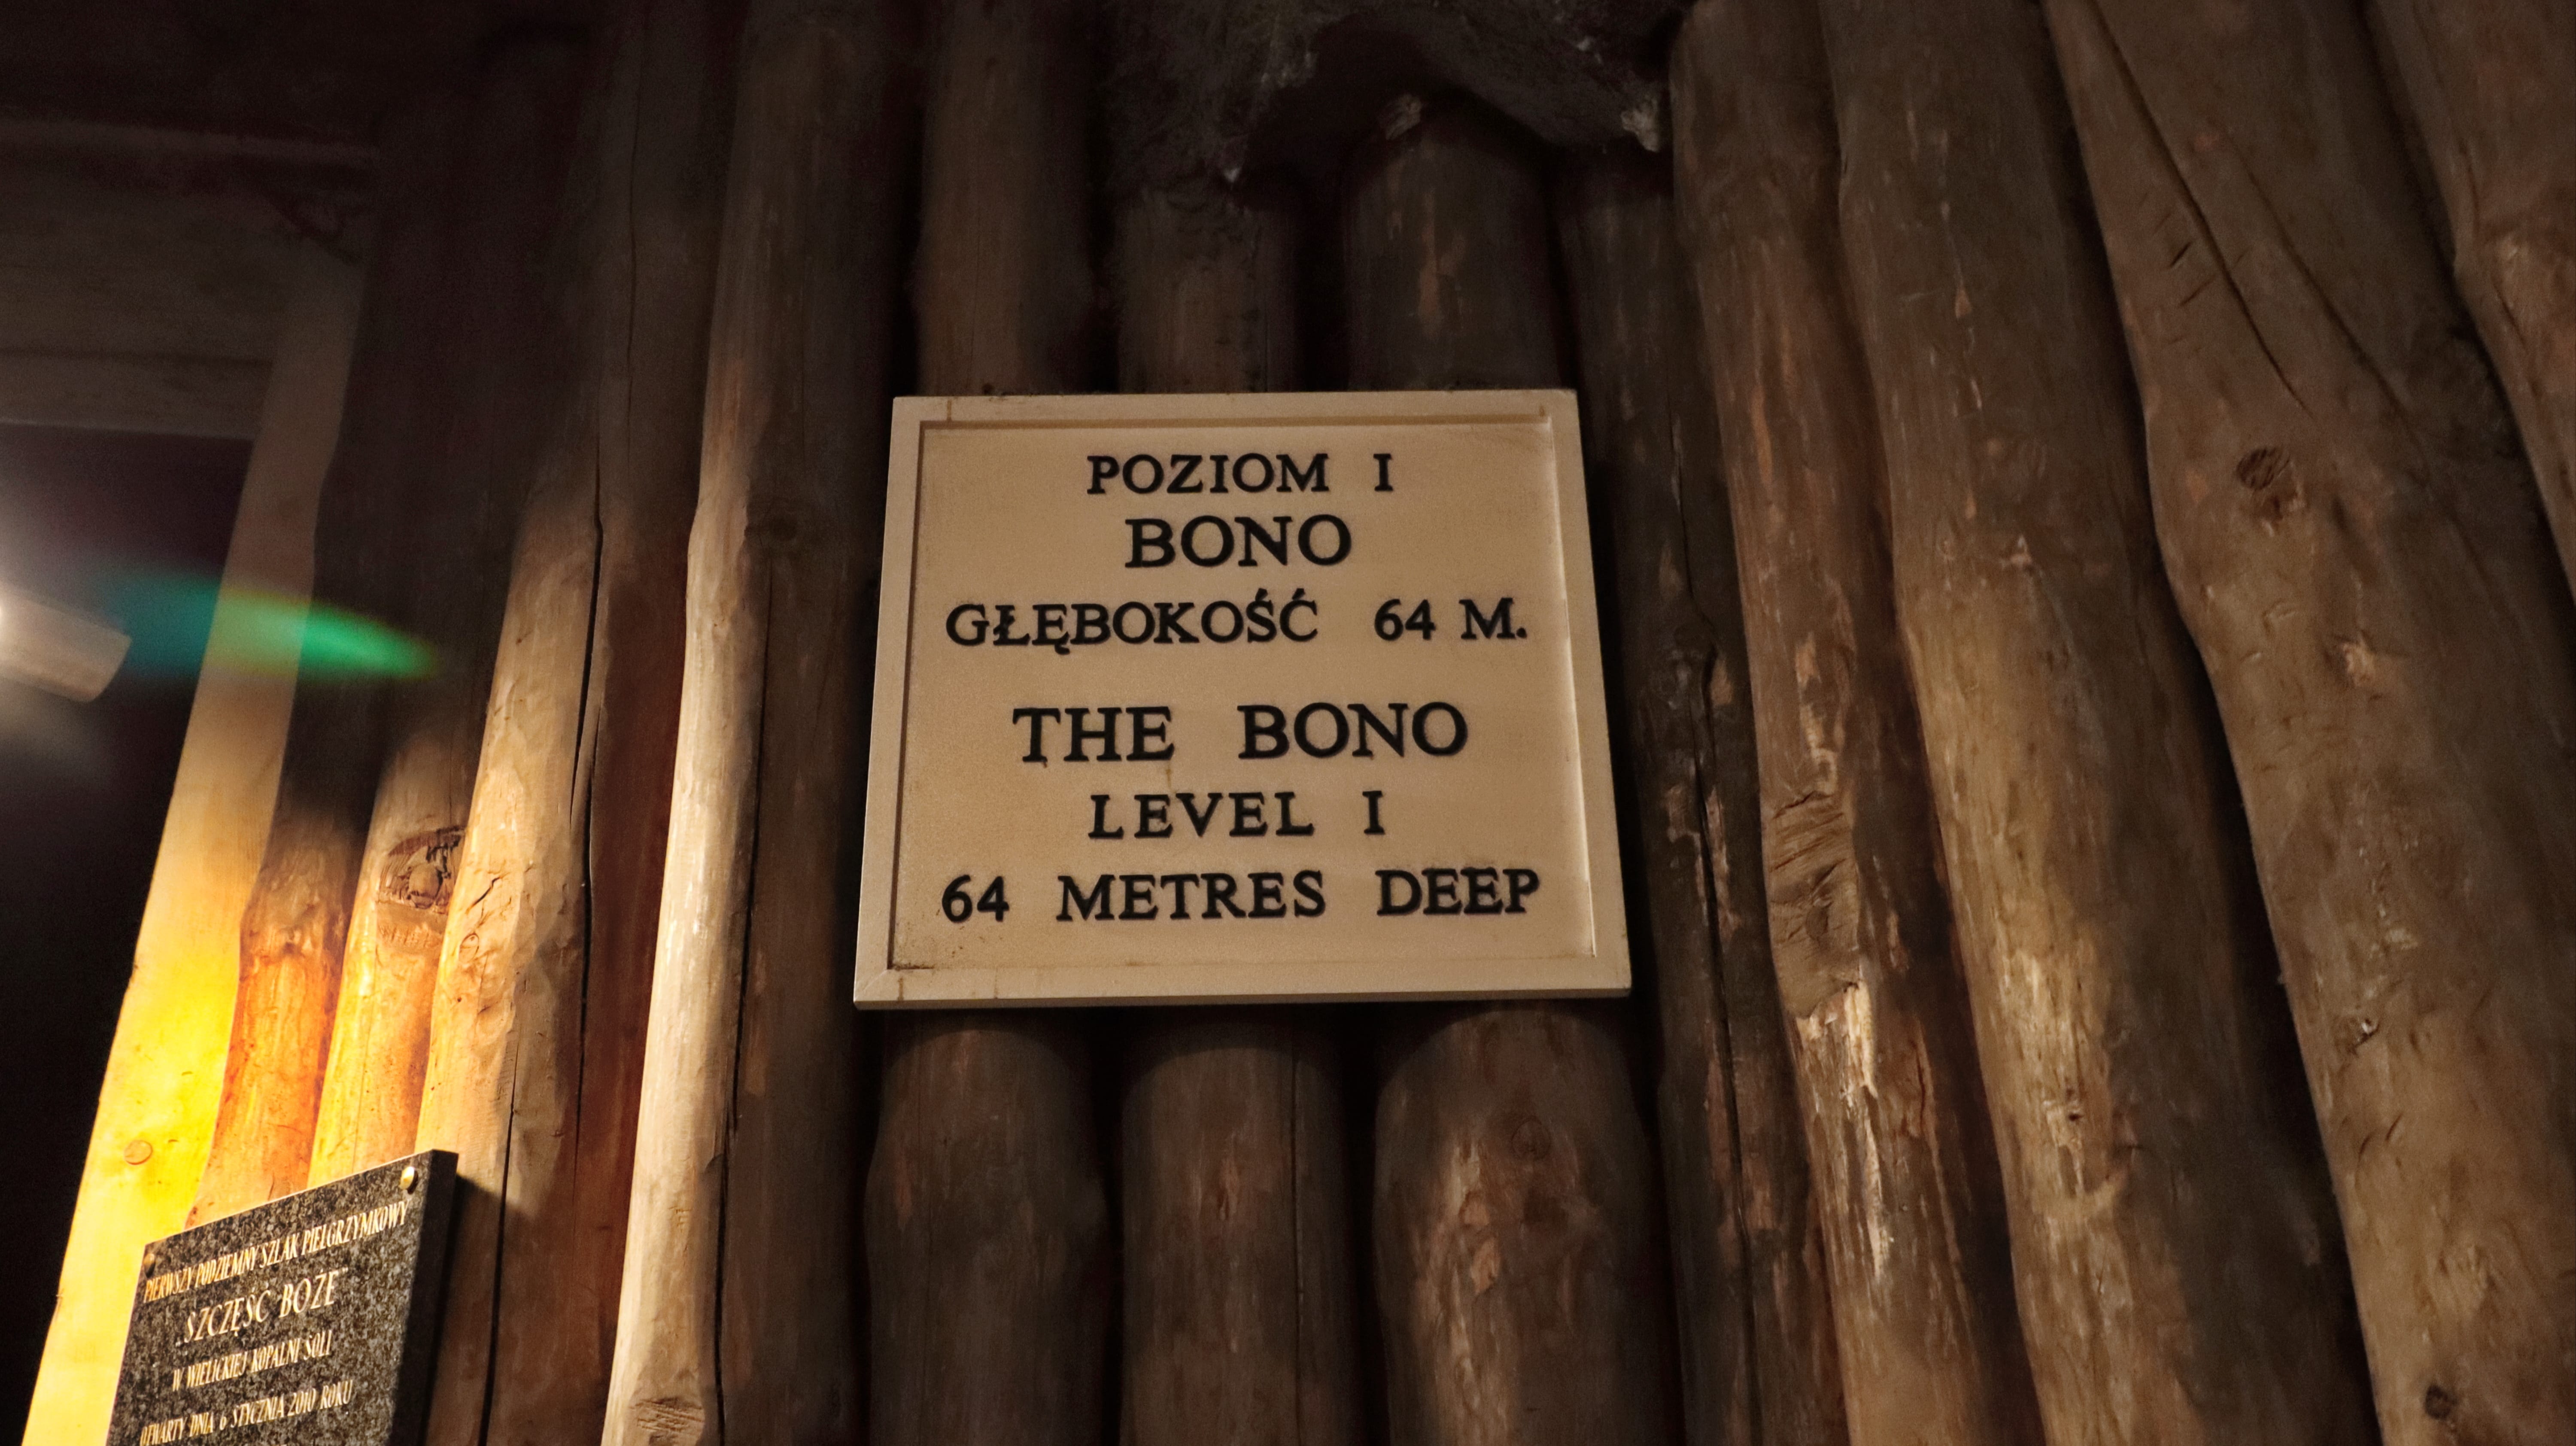 POZIOM I
BONO
GŁĘBOKOŚĆ 64 M.
THE BONO
LEVEL I
64 METRES DEEP
PIERWSZY PODZIEMNY SZLAK PIELGRZYMKOWY
„SZCZĘŚĆ BOŻE"
W WIELICKIEJ KOPALNI SOLI
OTWARTY DNIA 6 STYCZNIA 2010 ROKU